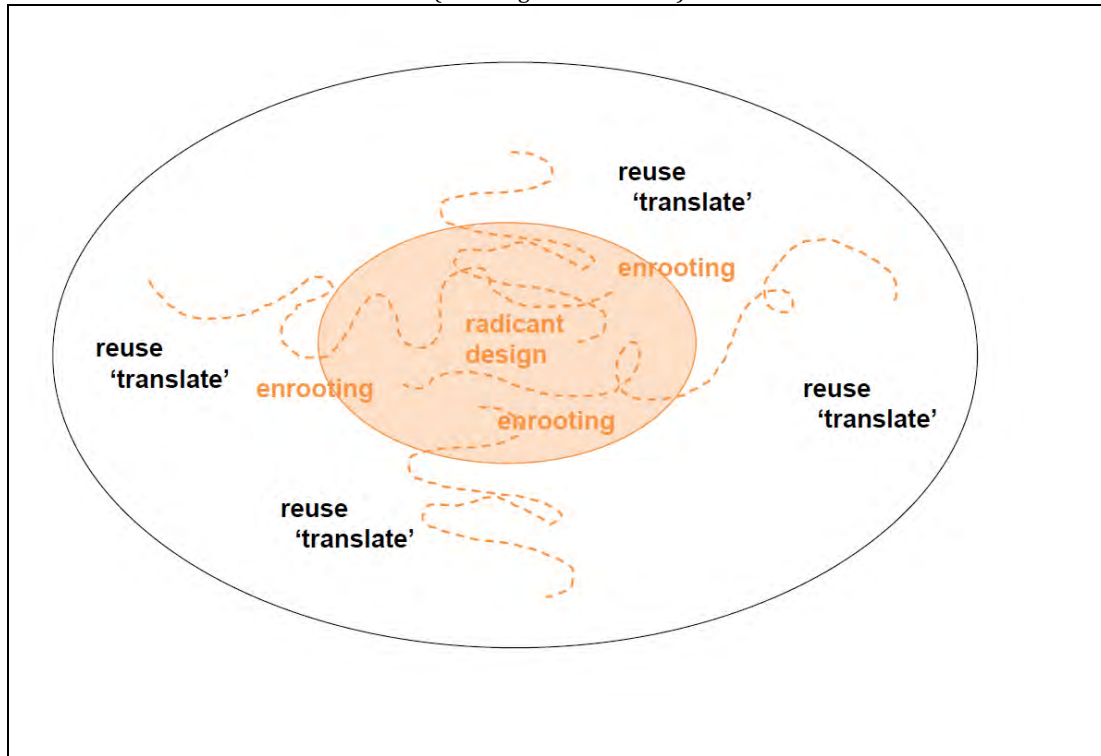 reuse
‘translate’
enrooting
radicant
design
reuse
‘translate’
enrooting
reuse
‘translate’
enrooting
reuse
‘translate’